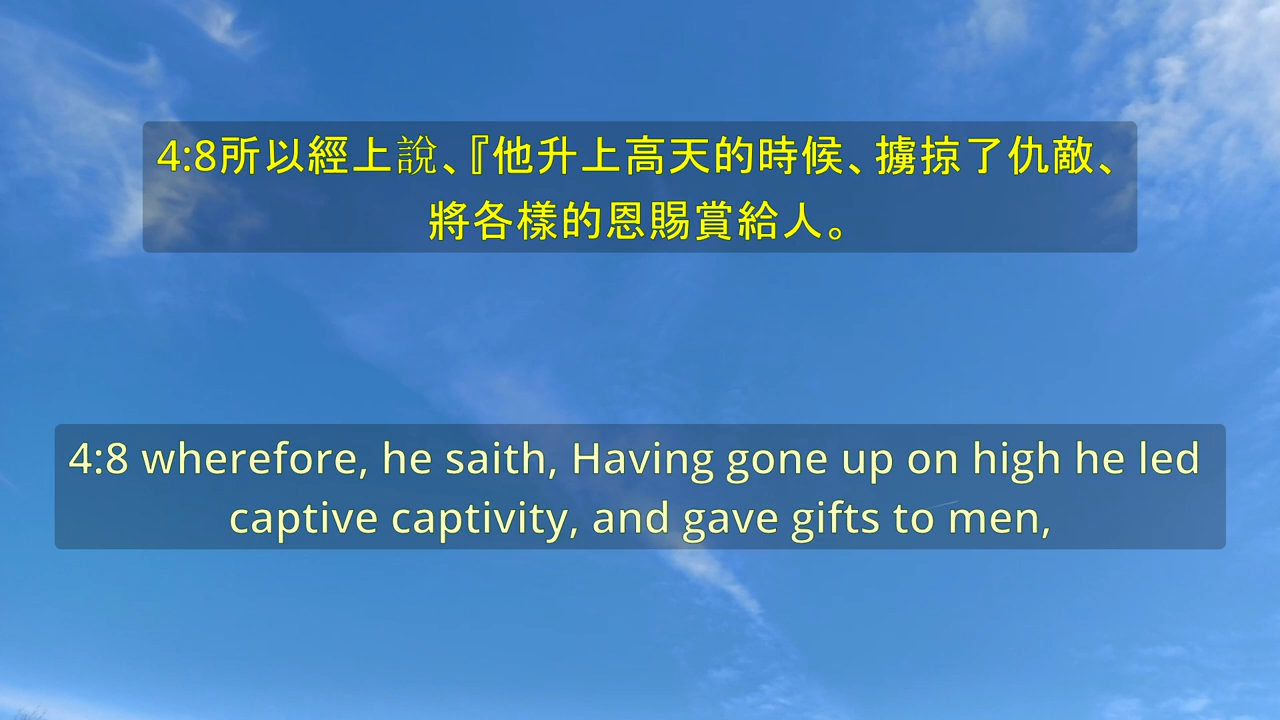 4:8所以經上說、『他升上高天的時候、擄掠了仇敵、
將各樣的恩賜賞給人。
4:8 wherefore, he saith, Having gone up on high he led
captive captivity, and gave gifts to men,